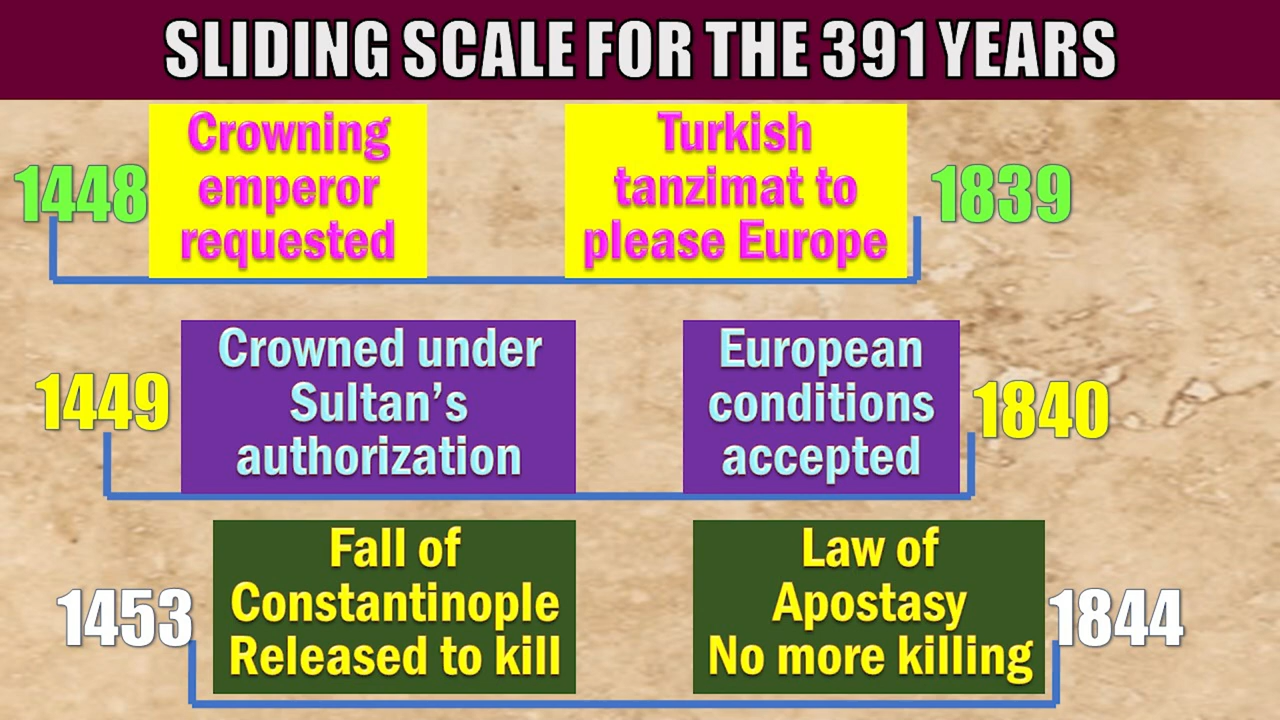 SLIDING SCALE FOR THE 391 YEARS
1448
Crowning
emperor
requested
Turkish
tanzimat to
please Europe
1839
1449
Crowned under
Sultan’s
authorization
European
conditions
accepted
1840
1453
Fall of
Constantinople
Released to kill
Law of
Apostasy
No more killing
1844